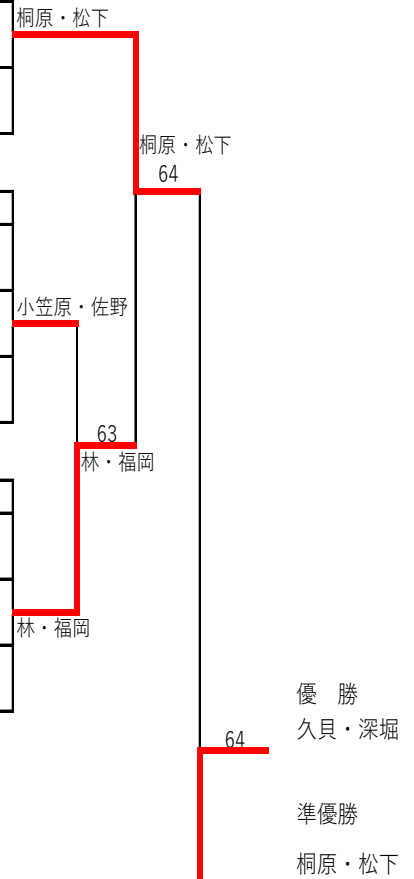 桐原・松下
桐原・松下
64
小笠原・佐野
63
林・福岡
林・福岡
優　勝
久貝・深堀
64
準優勝
桐原・松下